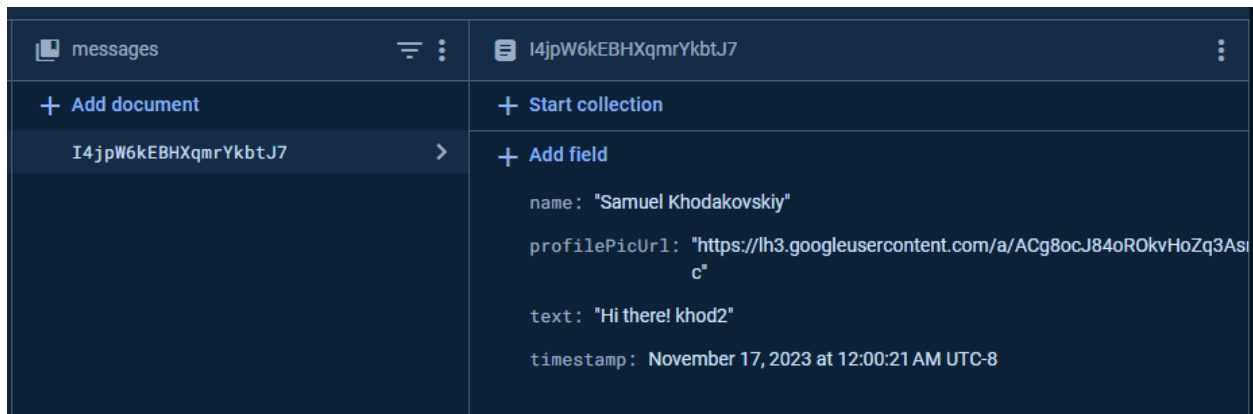 messages
Add document
I4jpW6kEBHXqmrYkbtJ7
I4jpW6kEBHXqmrYkbtJ7
Start collection
Add field
name: "Samuel Khodakovskiy"
profilePicUrl: "https://lh3.googleusercontent.com/a/ACg8ocJ84oROkvHoZq3As
c"
text: "Hi there! khod2"
timestamp: November 17, 2023 at 12:00:21 AM UTC-8